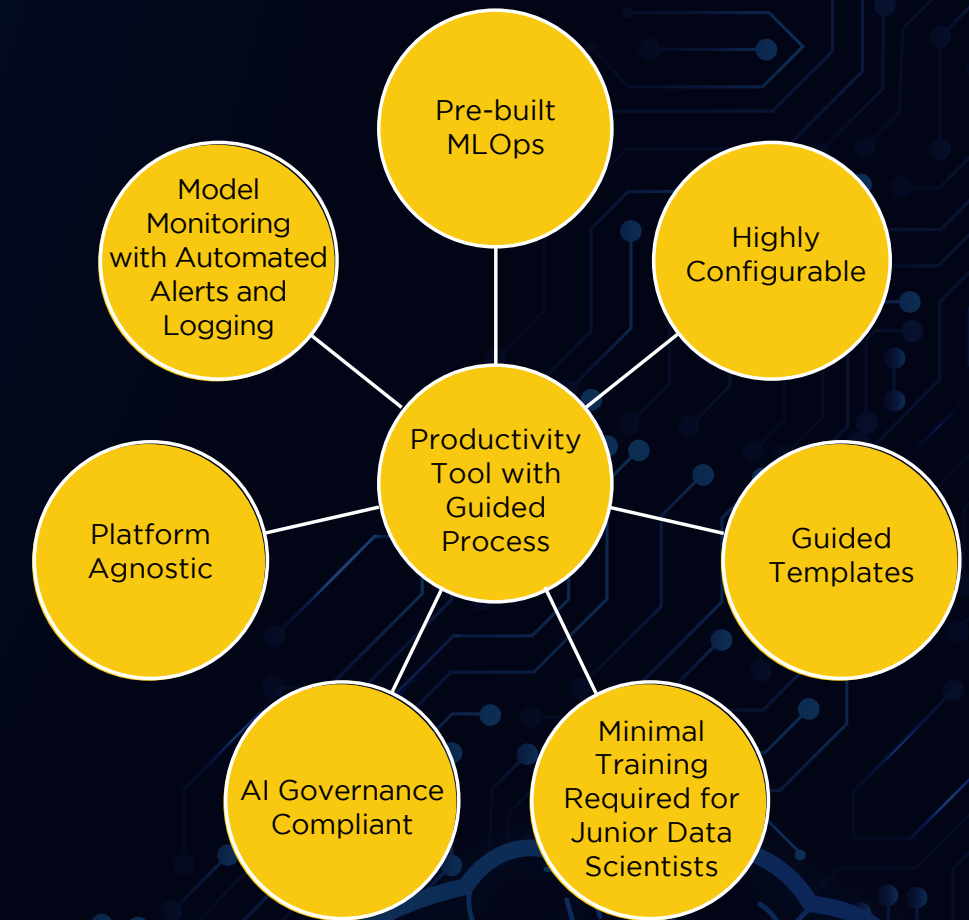 Pre-built
MLOps
Highly
Configurable
Guided
Templates
Minimal
Training
Required for
Junior Data
Scientists
AI Governance
Compliant
Platform
Agnostic
Model
Monitoring
with Automated
Alerts and
Logging
Productivity
Tool with
Guided
Process